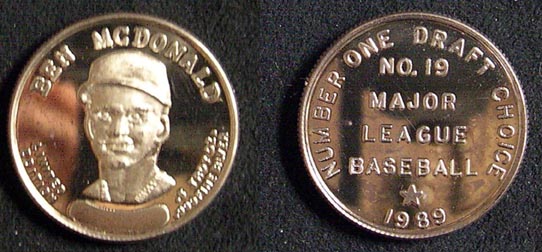 BEN MCDONALD
NUMBER ONE DRAFT CHOICE
NO. 19
MAJOR
LEAGUE
BASEBALL
1989